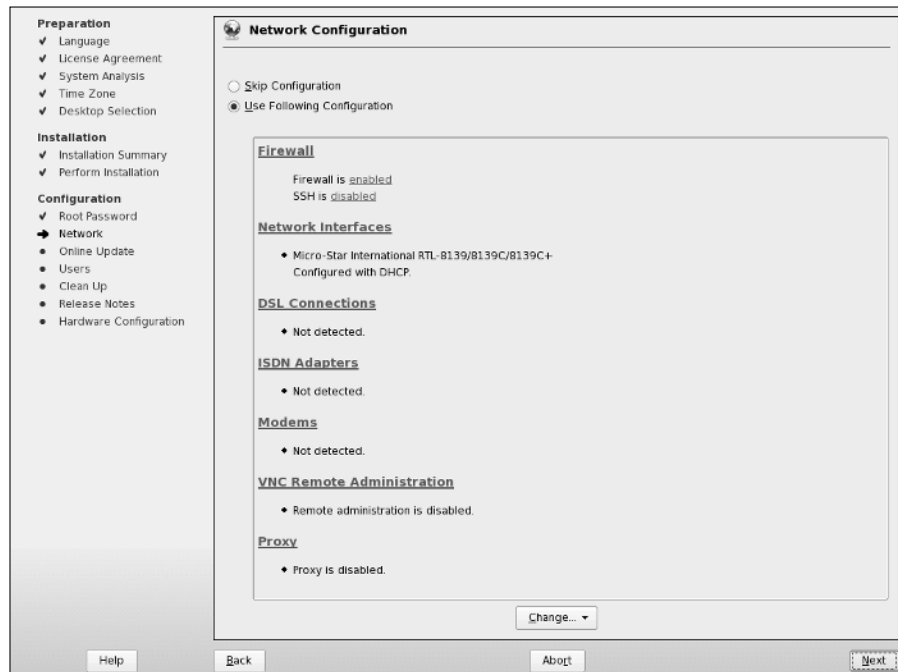 Preparation
Language
License Agreement
System Analysis
Time Zone
Desktop Selection
Installation
Installation Summary
Perform Installation
Configuration
Root Password
Network
Online Update
Users
Clean Up
Release Notes
Hardware Configuration
Network Configuration
Skip Configuration
Use Following Configuration
Firewall
Firewall is enabled
SSH is disabled
Network Interfaces
Micro-Star International RTL-8139/8139C/8139C+
Configured with DHCP.
DSL Connections
Not detected.
ISDN Adapters
Not detected.
Modems
Not detected.
VNC Remote Administration
Remote administration is disabled.
Proxy
Proxy is disabled.
Change...
Help
Back
Abort
Next